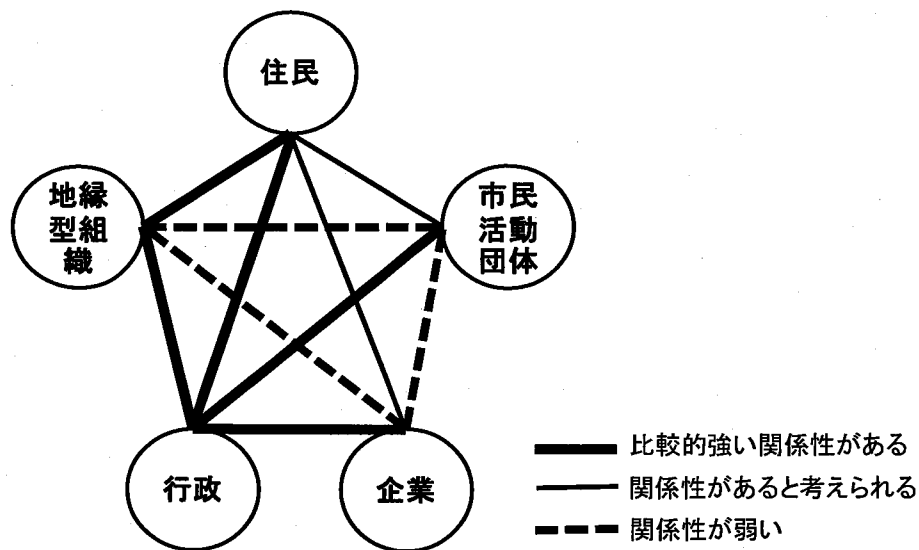 住民
地縁
型組
織
市民
活動
団体
行政
企業
比較的強い関係性がある
関係性があると考えられる
関係性が弱い